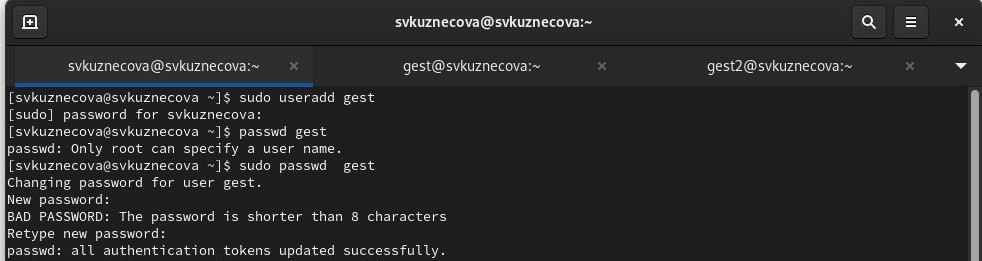 svkuznecova@svkuznecova:~
svkuznecova@svkuznecova:~ gest@svkuznecova:~ gest2@svkuznecova:~
[svkuznecova@svkuznecova ~]$ sudo useradd gest
[sudo] password for svkuznecova:
[svkuznecova@svkuznecova ~]$ passwd gest
passwd: Only root can specify a user name.
[svkuznecova@svkuznecova ~]$ sudo passwd  gest
Changing password for user gest.
New password:
BAD PASSWORD: The password is shorter than 8 characters
Retype new password:
passwd: all authentication tokens updated successfully.